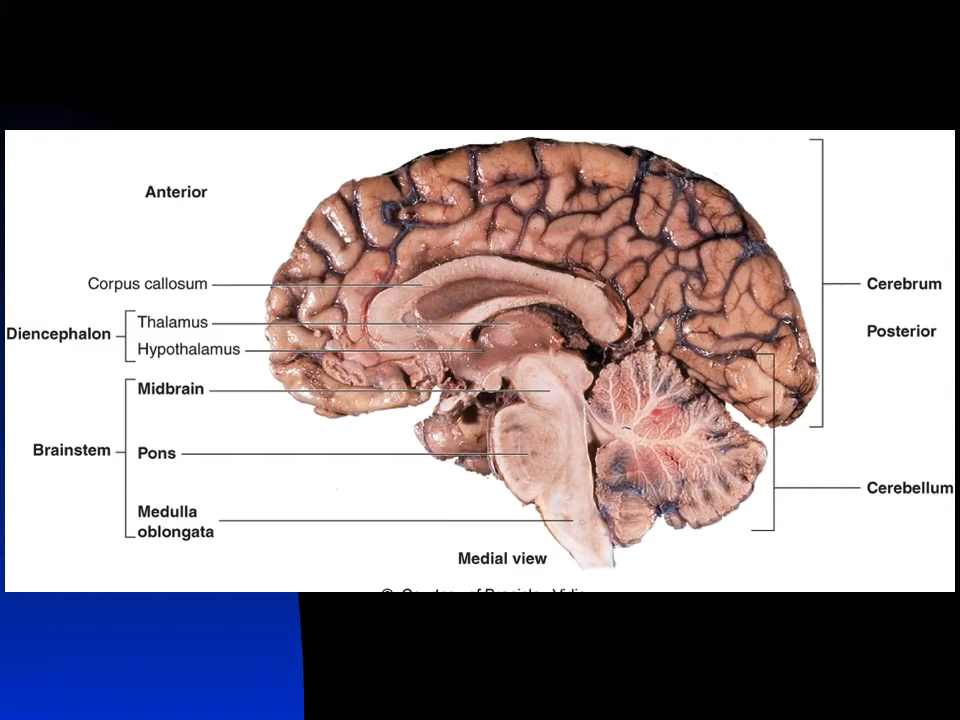 Anterior
Corpus callosum
Cerebrum
Thalamus
Diencephalon
Posterior
Hypothalamus
Midbrain
Brainstem
Pons
Cerebellum
Medulla
oblongata
Medial view